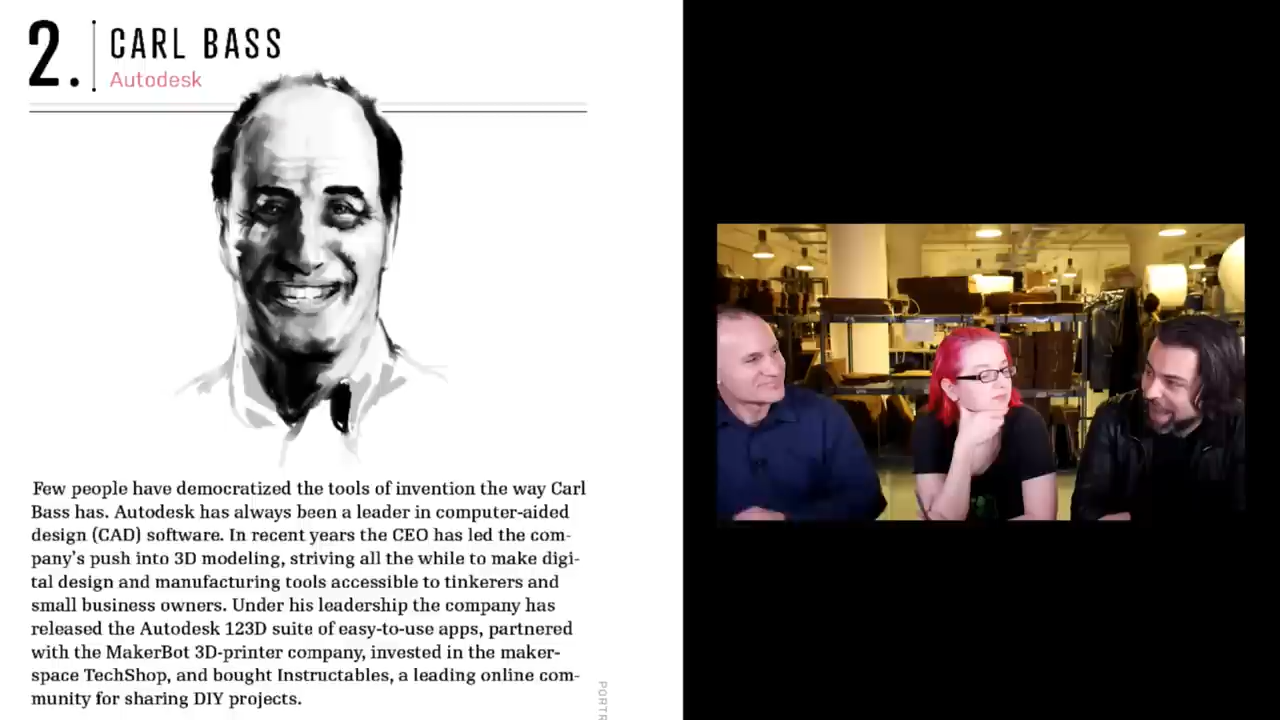 2.
CARL BASS
Autodesk
Few people have democratized the tools of invention the way Carl
Bass has. Autodesk has always been a leader in computer-aided
design (CAD) software. In recent years the CEO has led the com-
pany's push into 3D modeling, striving all the while to make digi-
tal design and manufacturing tools accessible to tinkerers and
small business owners. Under his leadership the company has
released the Autodesk 123D suite of easy-to-use apps, partnered
with the MakerBot 3D-printer company, invested in the maker-
space TechShop, and bought Instructables, a leading online com-
munity for sharing DIY projects.
PORTR